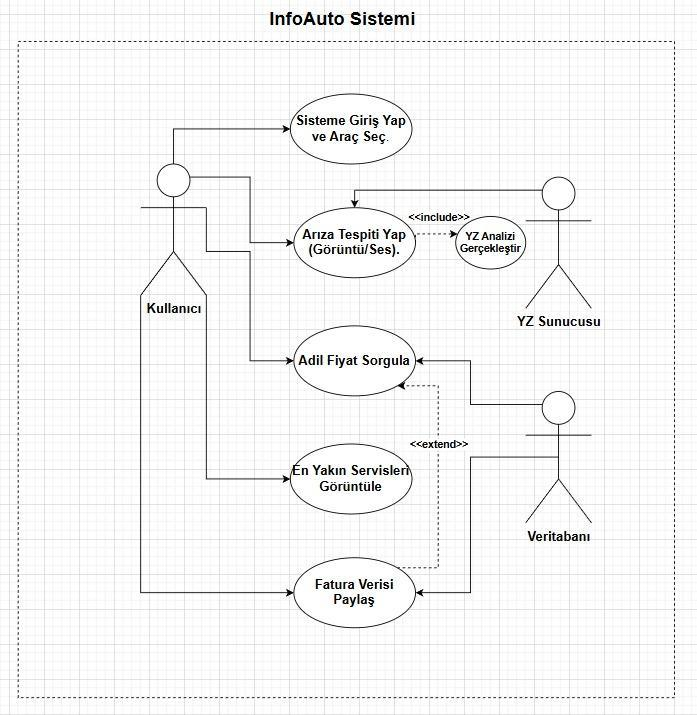 InfoAuto Sistemi
Sisteme Giriş Yap
ve Araç Seç.
Arıza Tespiti Yap
(Görüntü/Ses).
<<include>>
YZ Analizi
Gerçekleştir
Kullanıcı
YZ Sunucusu
Adil Fiyat Sorgula
<<extend>>
En Yakın Servisleri
Görüntüle
Veritabanı
Fatura Verisi
Paylaş